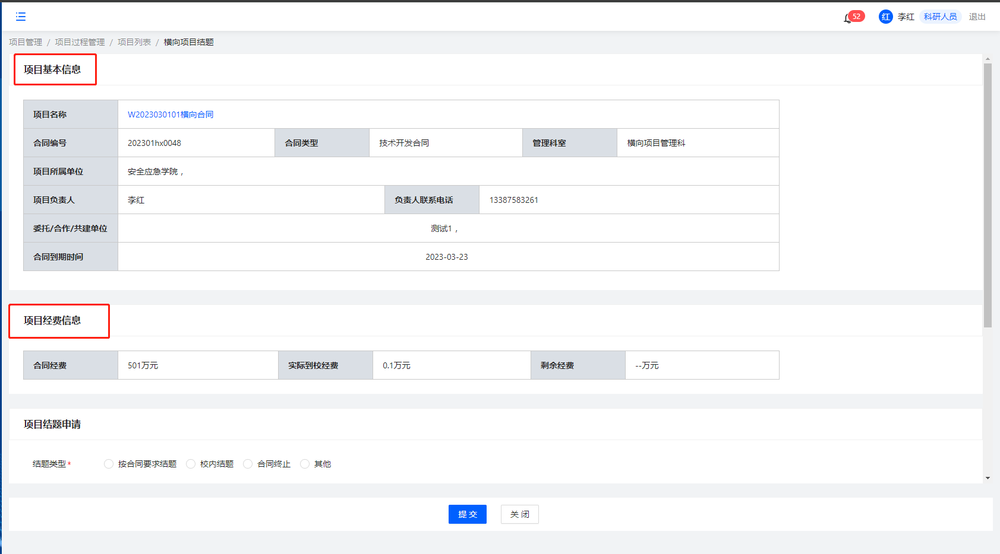 52 红 李红 科研人员 退出
项目管理 / 项目过程管理 / 项目列表 / 横向项目结题
项目基本信息
项目名称 W2023030101横向合同
合同编号 202301hx0048 合同类型 技术开发合同 管理科室 横向项目管理科
项目所属单位 安全应急学院，
项目负责人 李红 负责人联系电话 13387583261
委托/合作/共建单位 测试1，
合同到期时间 2023-03-23
项目经费信息
合同经费 501万元 实际到校经费 0.1万元 剩余经费 --万元
项目结题申请
结题类型* 按合同要求结题 校内结题 合同终止 其他
提 交 关 闭